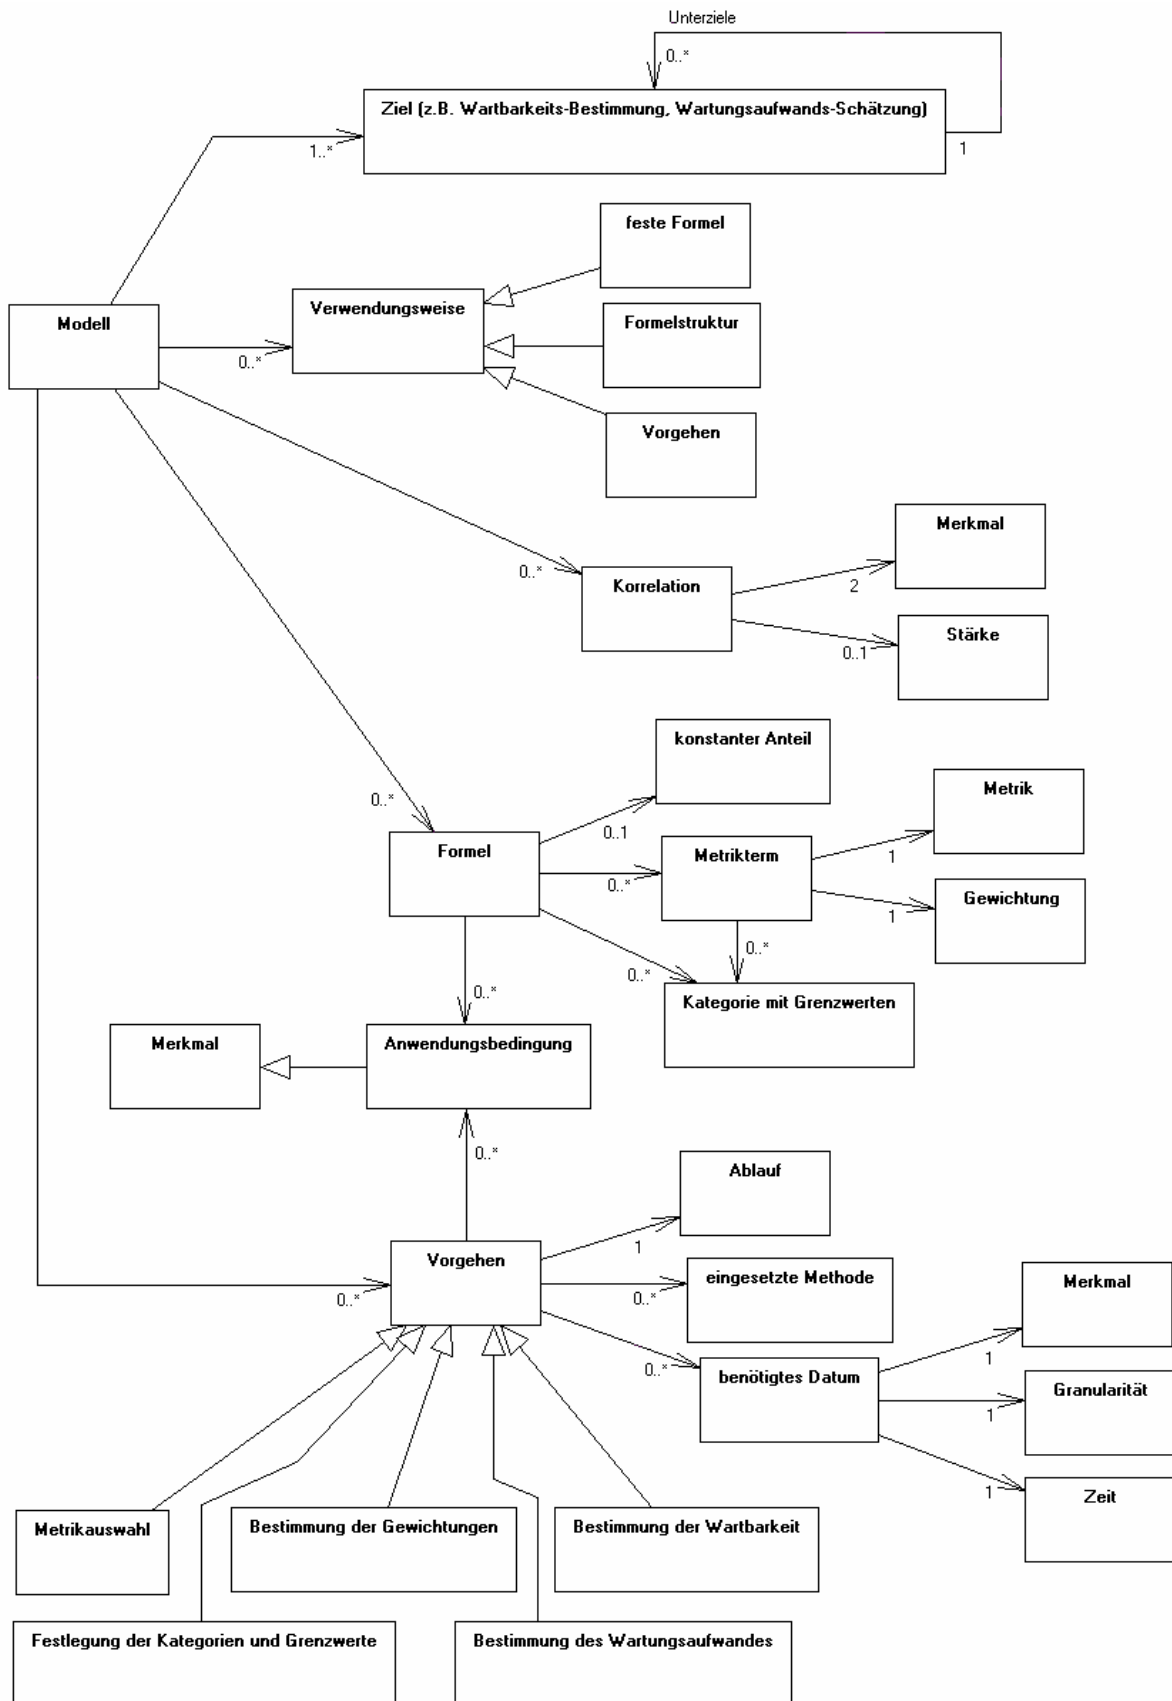 Unterziele
0..*
Ziel (z.B. Wartbarkeits-Bestimmung, Wartungsaufwands-Schätzung)
1..*
1
feste Formel
Modell
Verwendungsweise
Formelstruktur
0..*
Vorgehen
Merkmal
0..*
Korrelation
2
Stärke
0..1
konstanter Anteil
Metrik
0..*
0..1
Formel
Metrikterm
1
0..*
Gewichtung
1
0..*
0..*
0..*
Kategorie mit Grenzwerten
Merkmal
Anwendungsbedingung
0..*
Ablauf
1
Vorgehen
eingesetzte Methode
Merkmal
0..*
0..*
1
0..*
benötigtes Datum
Granularität
1
1
Zeit
Metrikauswahl
Bestimmung der Gewichtungen
Bestimmung der Wartbarkeit
Festlegung der Kategorien und Grenzwerte
Bestimmung des Wartungsaufwandes